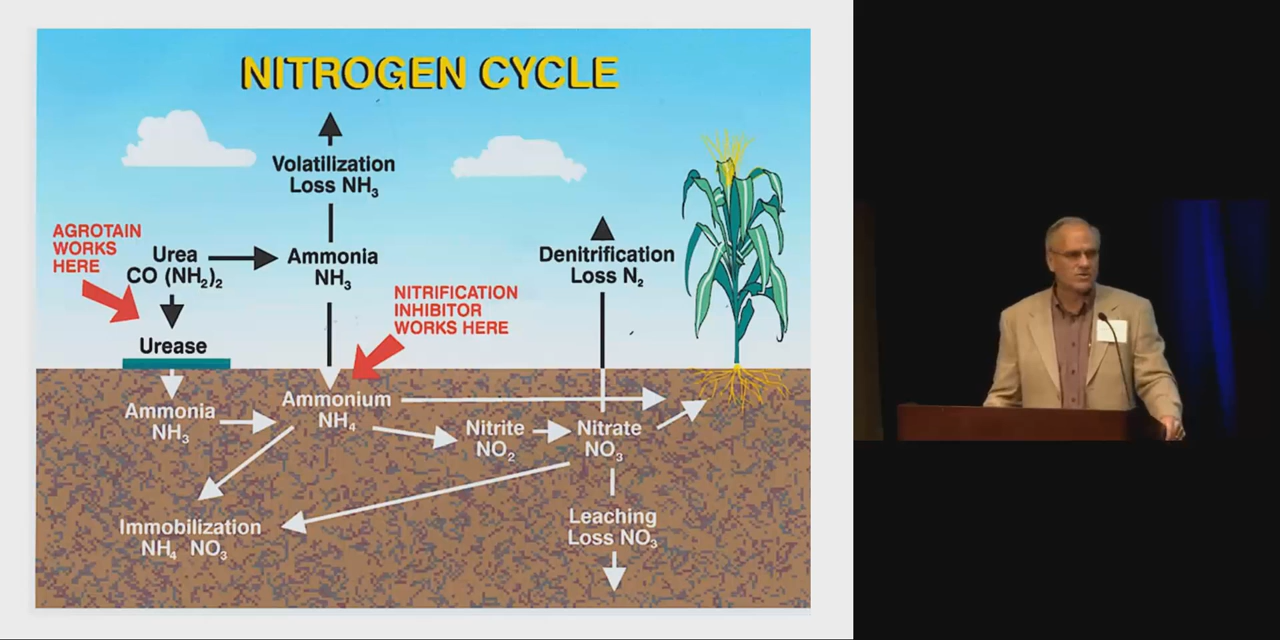 NITROGEN CYCLE
Volatilization
Loss NH₃
AGROTAIN
WORKS
HERE
Urea
CO (NH₂)₂
Ammonia
NH₃
Denitrification
Loss N₂
NITRIFICATION
INHIBITOR
WORKS HERE
Urease
Ammonia
NH₃
Ammonium
NH₄
Nitrite
NO₂
Nitrate
NO₃
Immobilization
NH₄ NO₃
Leaching
Loss NO₃